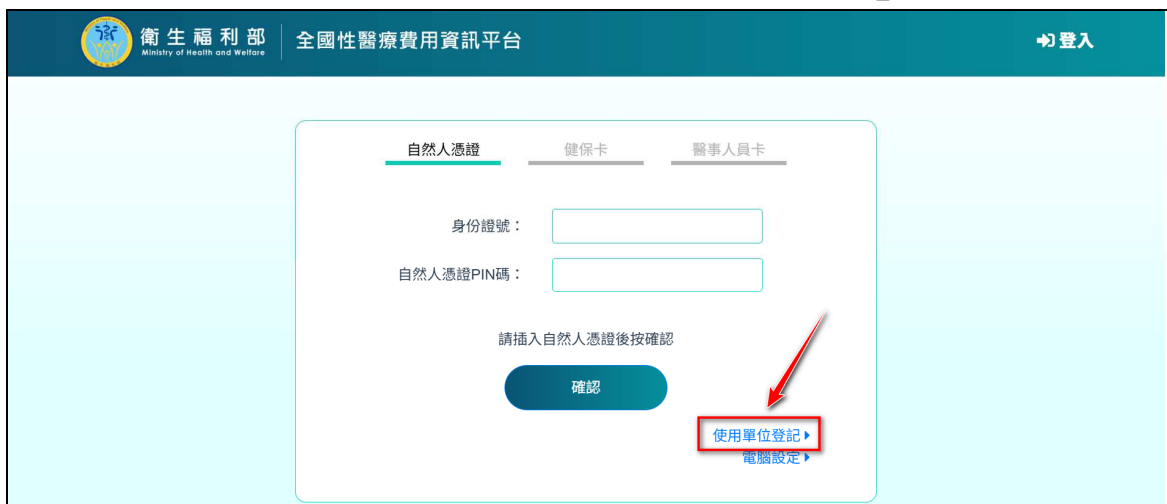 衛生福利部
Ministry of Health and Welfare
全國性醫療費用資訊平台
登入
自然人憑證 健保卡 醫事人員卡
身份證號：
自然人憑證PIN碼：
請插入自然人憑證後按確認
確認
使用單位登記
電腦設定